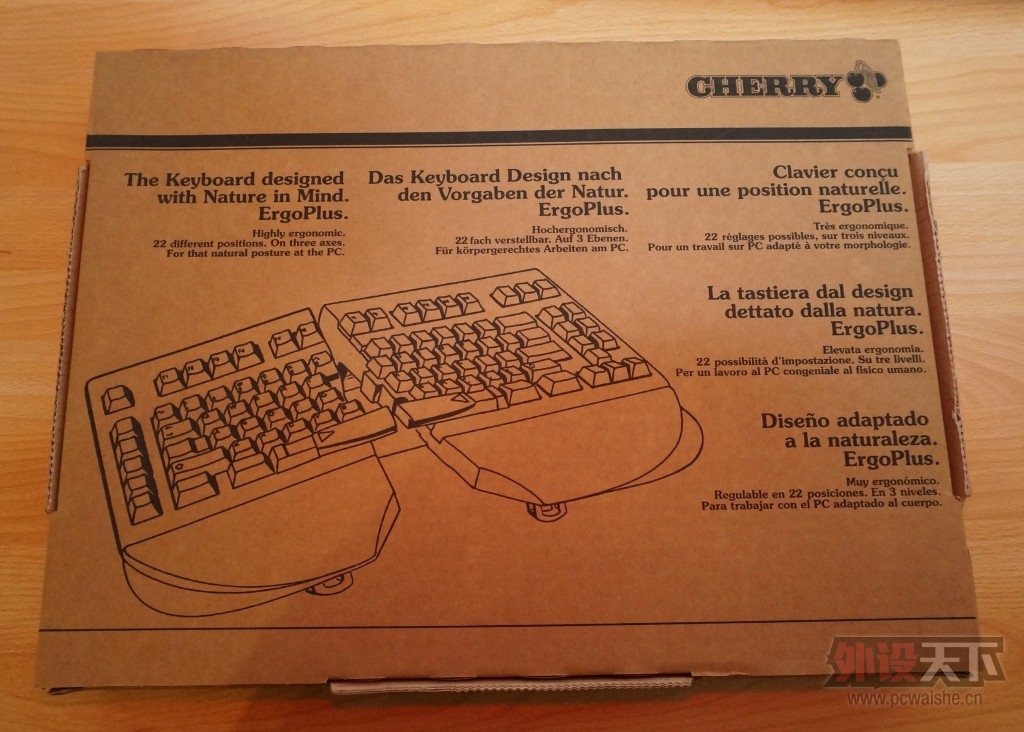 CHERRY
The Keyboard designed
with Nature in Mind.
ErgoPlus.
Highly ergonomic.
22 different positions. On three axes.
For that natural posture at the PC.
Das Keyboard Design nach
den Vorgaben der Natur.
ErgoPlus.
Hochergonomisch.
22fach verstellbar. Auf 3 Ebenen.
Für körpergerechtes Arbeiten am PC.
Clavier conçu
pour une position naturelle.
ErgoPlus.
Très ergonomique.
22 réglages possibles, sur trois niveaux.
Pour un travail sur PC adapté à votre morphologie.
La tastiera dal design
dettato dalla natura.
ErgoPlus.
Elevata ergonomia.
22 possibilità d'impostazione. Su tre livelli.
Per un lavoro al PC congeniale al fisico umano.
Diseño adaptado
a la naturaleza.
ErgoPlus.
Muy ergonómico.
Regulable en 22 posiciones. En 3 niveles.
Para trabajar con el PC adaptado al cuerpo.
外设天下
www.pcwaishe.cn